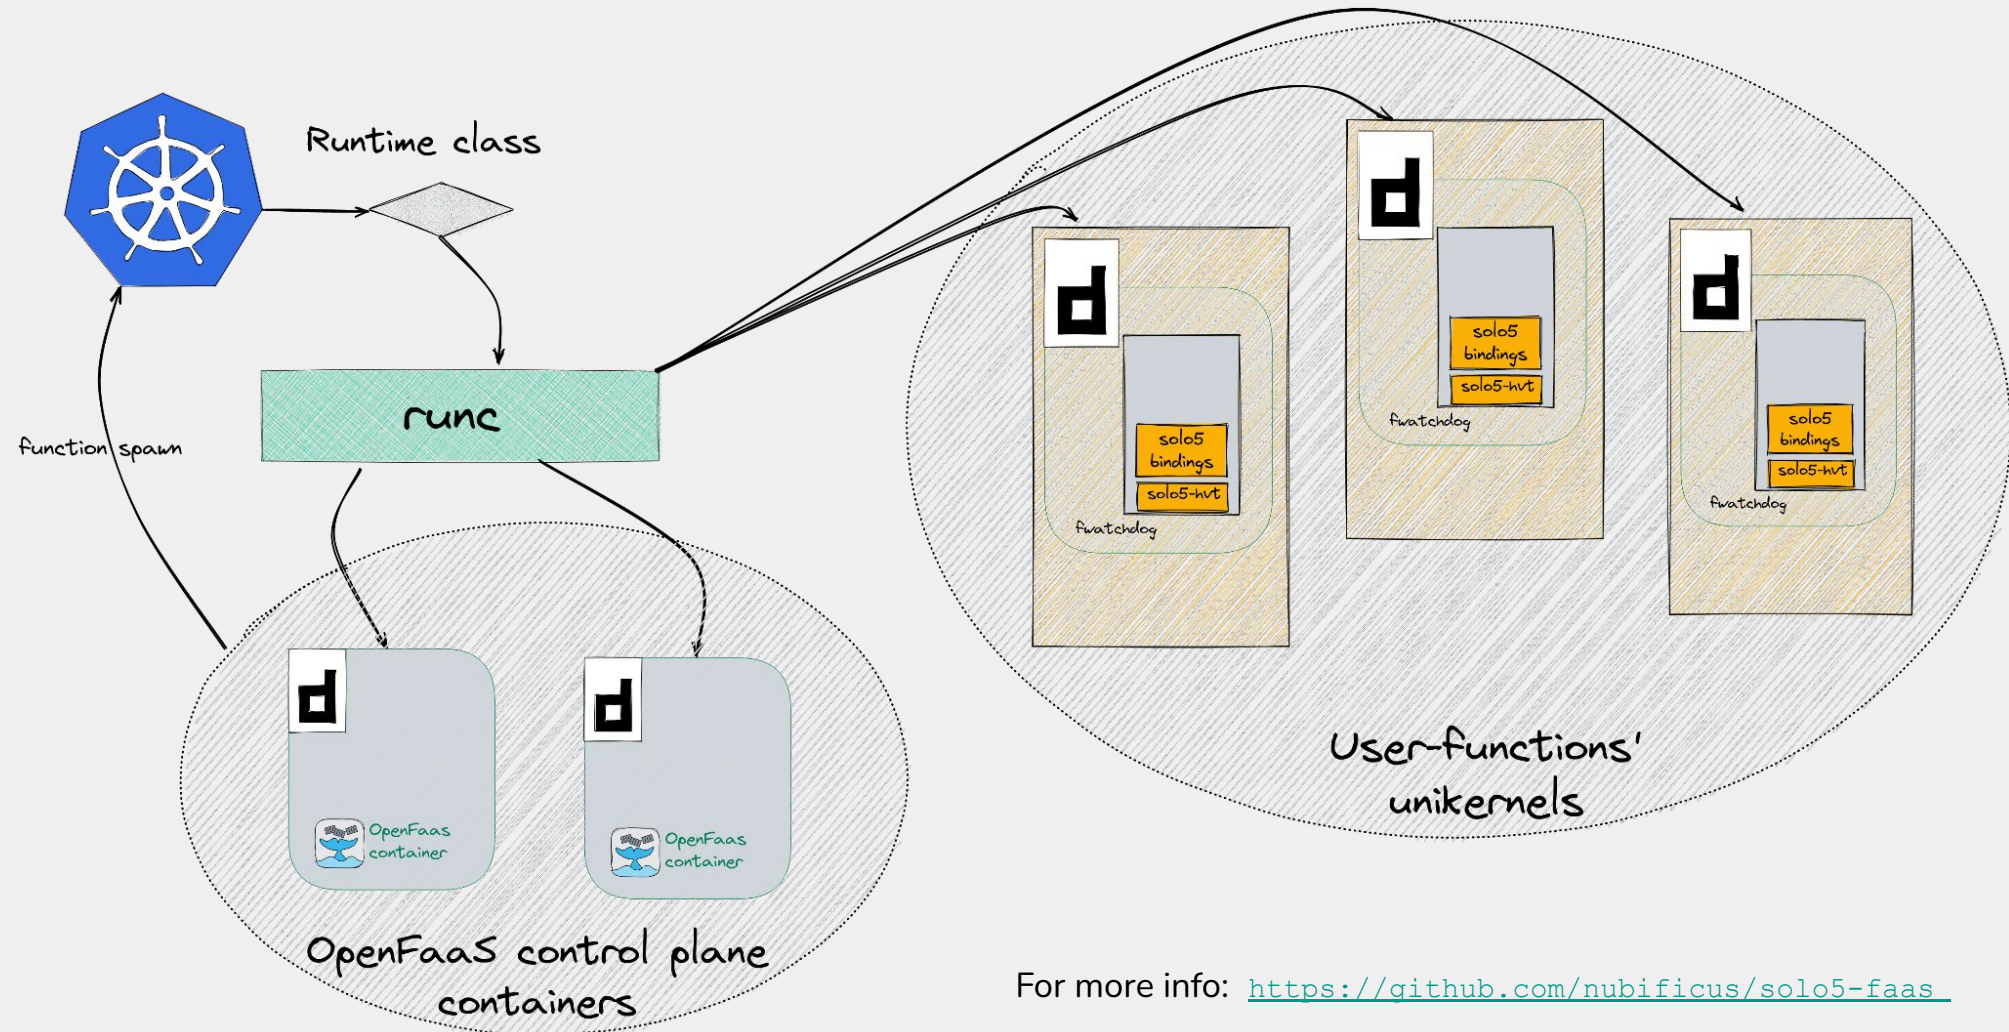 Runtime class
runc
function spawn
OpenFaas
container
OpenFaas
container
OpenFaaS control plane
containers
solo5
bindings
solo5-hvt
fwatchdog
solo5
bindings
solo5-hvt
fwatchdog
solo5
bindings
solo5-hvt
fwatchdog
User-functions'
unikernels
For more info: https://github.com/nubificus/solo5-faas